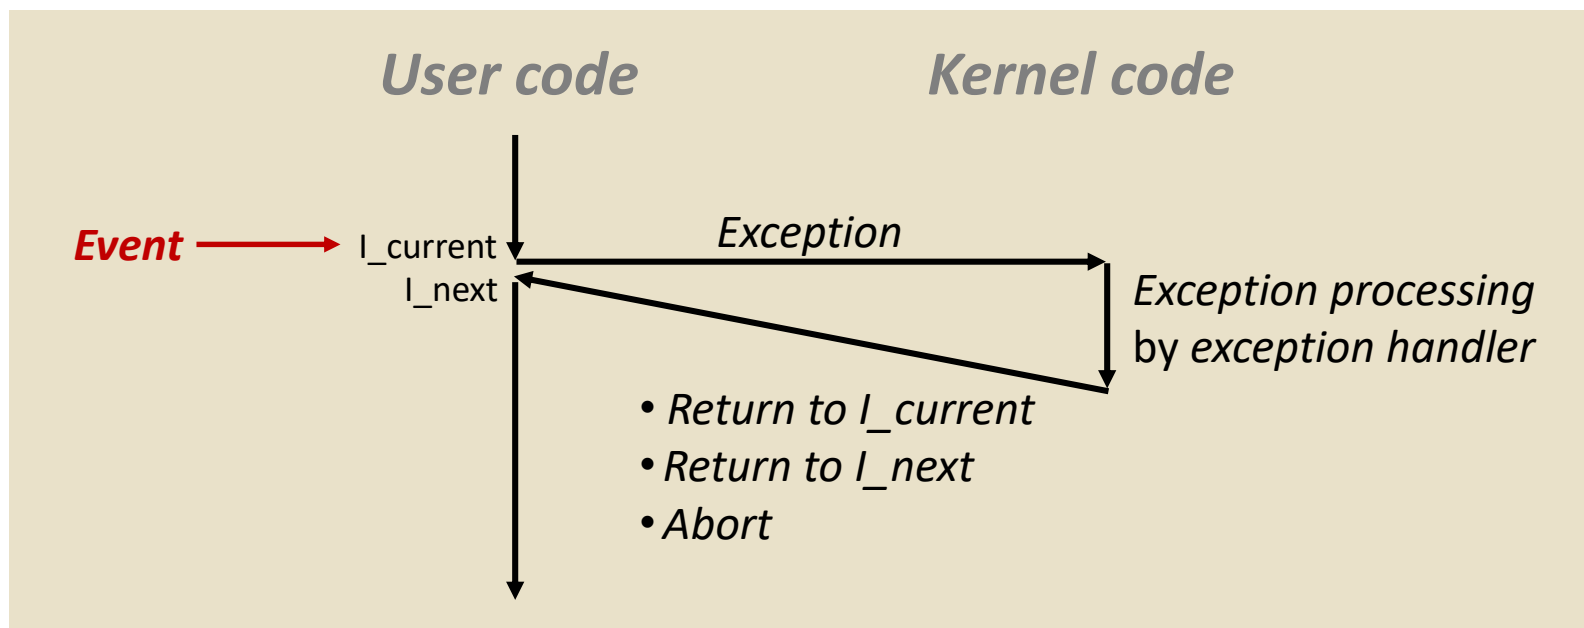 User code
Kernel code
Event
I_current
Exception
I_next
Exception processing
by exception handler
• Return to I_current
• Return to I_next
• Abort